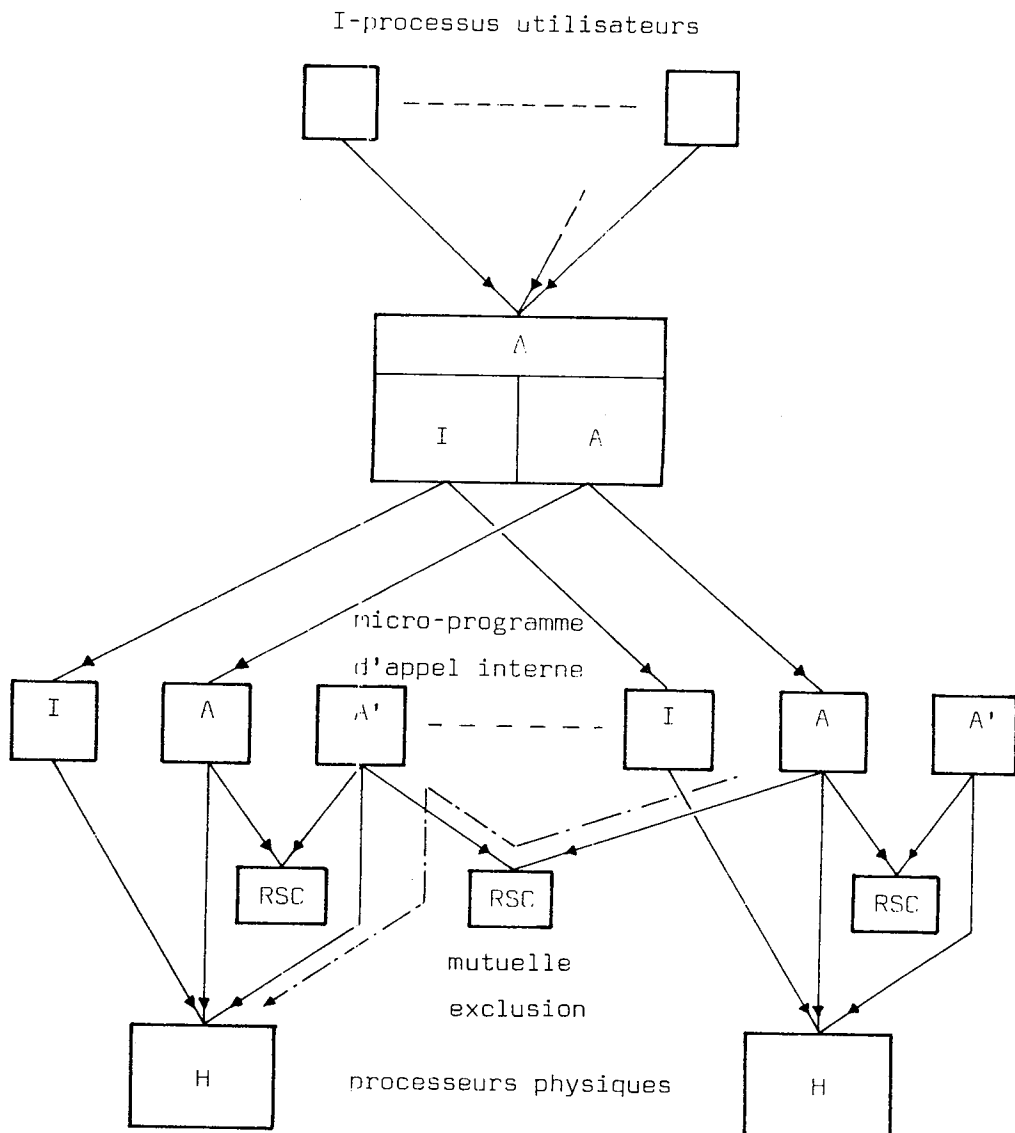 I-processus utilisateurs
A
I A
micro-programme
d'appel interne
I A A' I A A'
RSC RSC RSC
mutuelle
exclusion
H processeurs physiques H